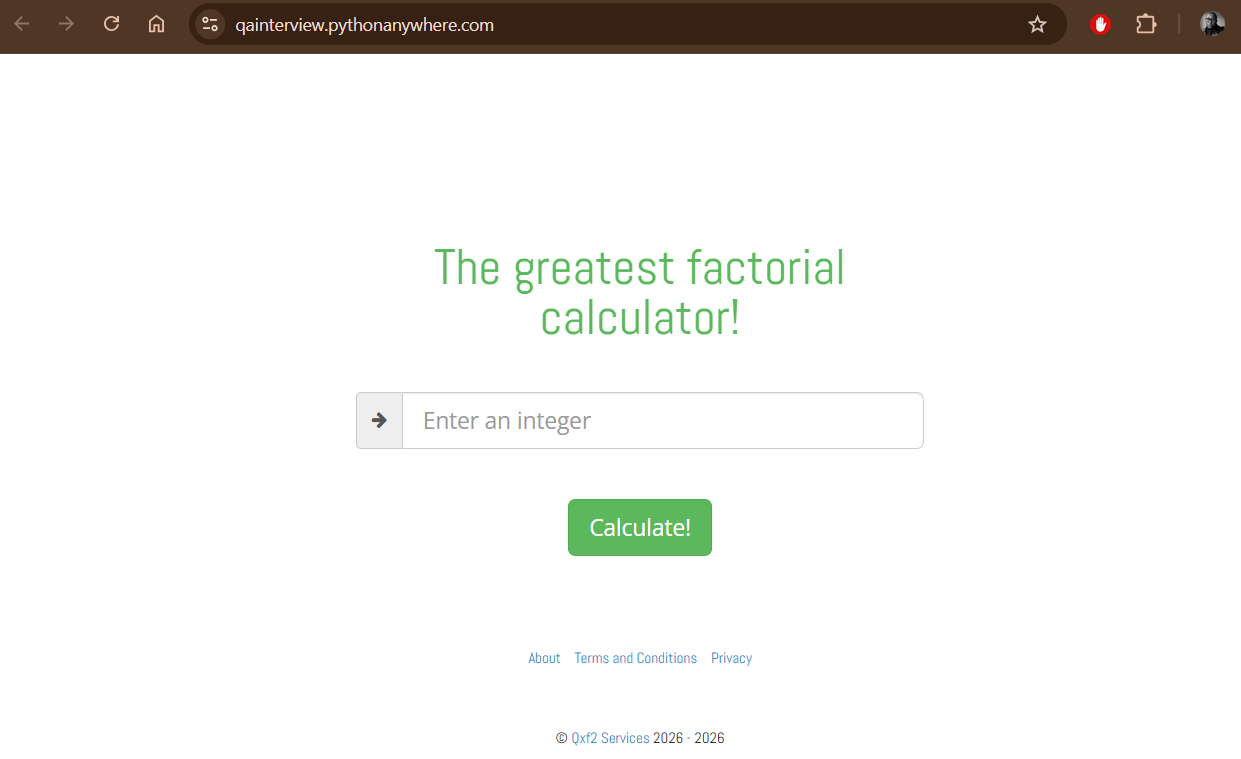 qainterview.pythonanywhere.com
The greatest factorial
calculator!
Enter an integer
Calculate!
About Terms and Conditions Privacy
© Qxf2 Services 2026 - 2026